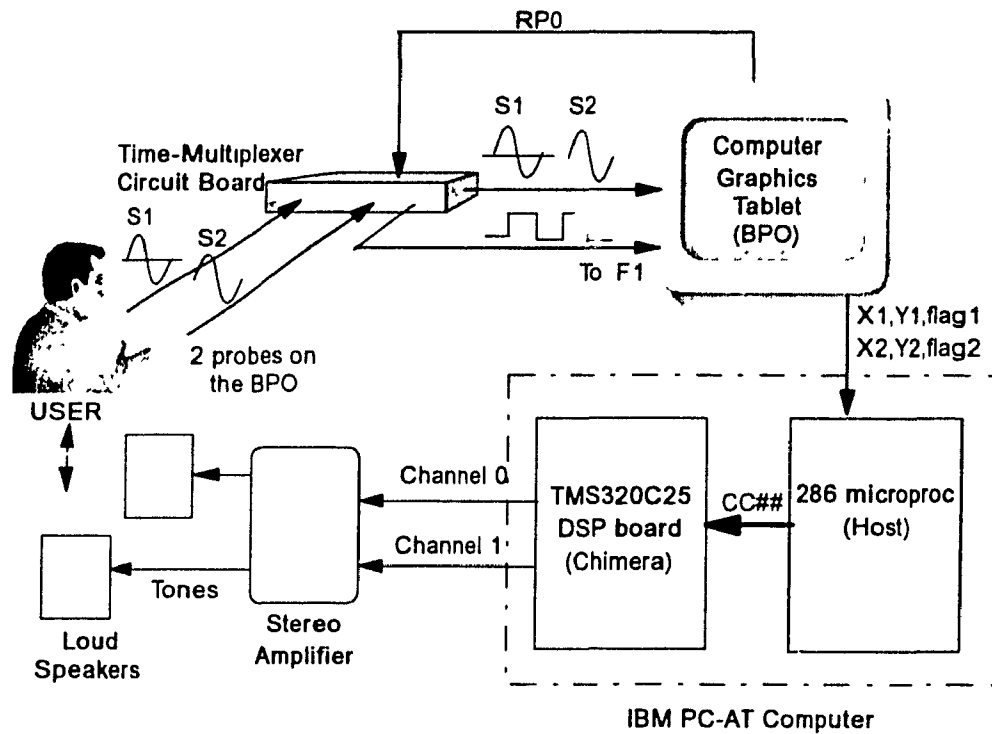 RP0
S1
S2
Time-Multiplexer
Circuit Board
S1
S2
Computer
Graphics
Tablet
(BPO)
To F1
2 probes on
the BPO
USER
X1,Y1,flag1
X2,Y2,flag2
Channel 0
Channel 1
TMS320C25
DSP board
(Chimera)
CC##
286 microproc
(Host)
Tones
Stereo
Amplifier
Loud
Speakers
IBM PC-AT Computer